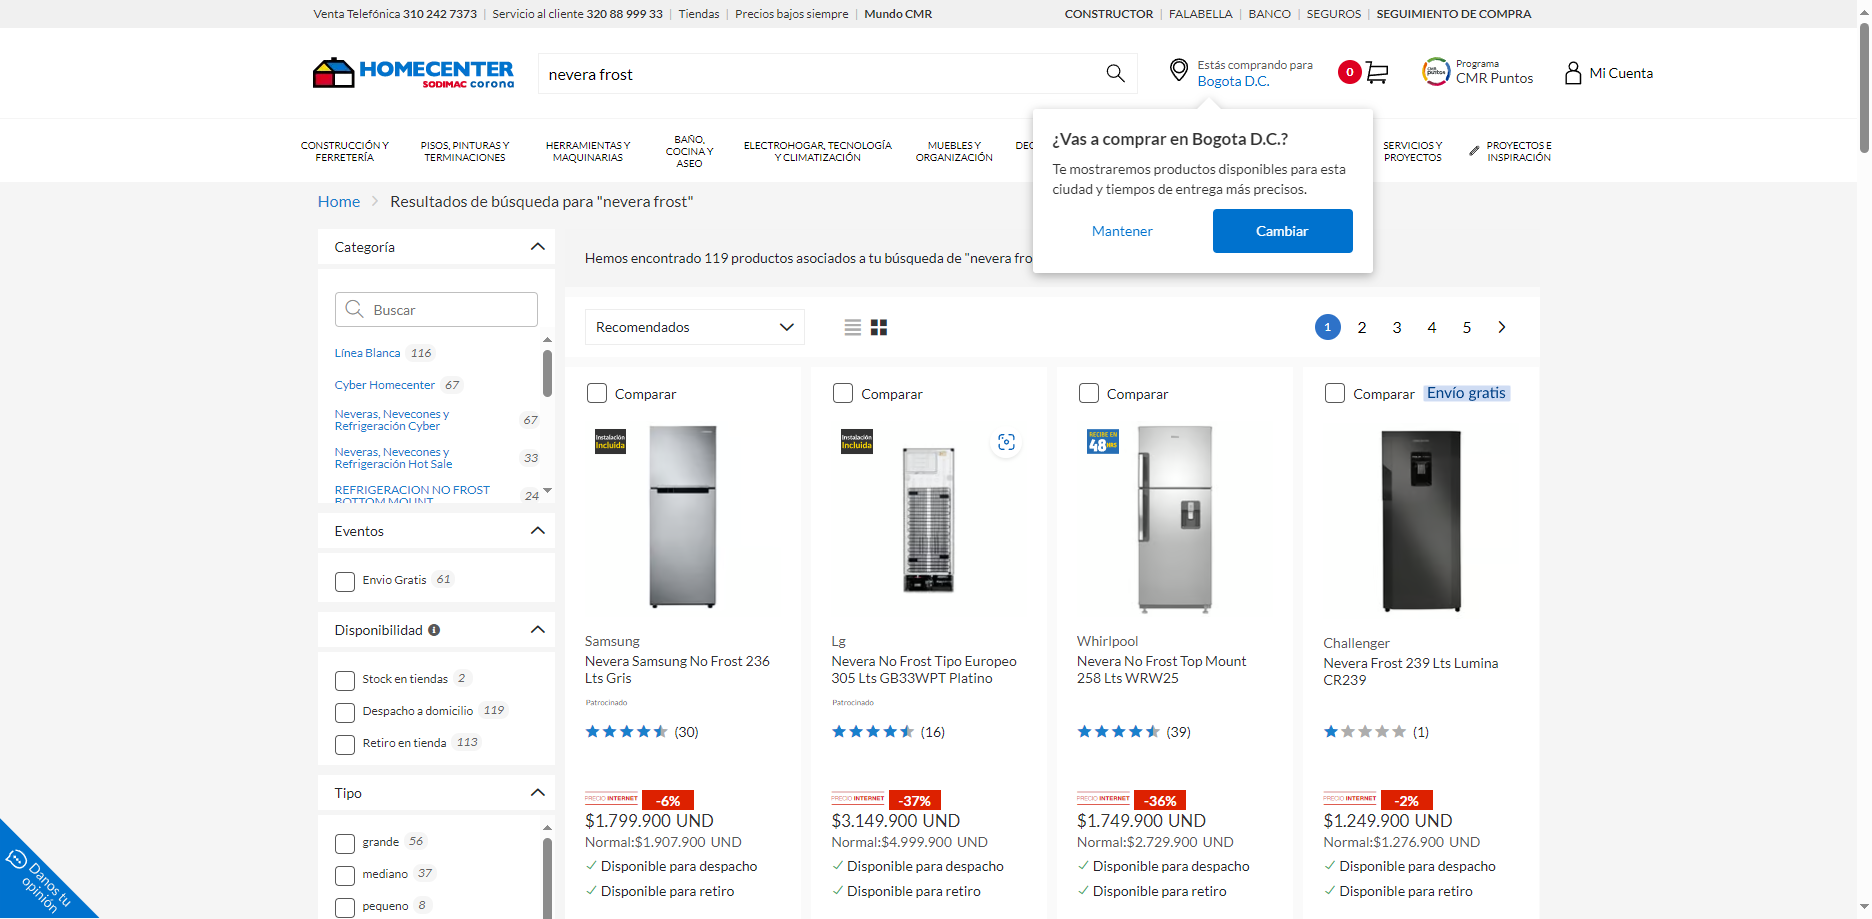 Venta Telefónica 310 242 7373 | Servicio al cliente 320 88 999 33 | Tiendas | Precios bajos siempre | Mundo CMR
CONSTRUCTOR | FALABELLA | BANCO | SEGUROS | SEGUIMIENTO DE COMPRA
HOMECENTER
SODIMAC corona
nevera frost
Estás comprando para
Bogota D.C.
0
CMR puntos
Programa
CMR Puntos
Mi Cuenta
CONSTRUCCIÓN Y
FERRETERÍA
PISOS, PINTURAS Y
TERMINACIONES
HERRAMIENTAS Y
MAQUINARIAS
BAÑO,
COCINA Y
ASEO
ELECTROHOGAR, TECNOLOGÍA
Y CLIMATIZACIÓN
MUEBLES Y
ORGANIZACIÓN
SERVICIOS Y
PROYECTOS
PROYECTOS E
INSPIRACIÓN
¿Vas a comprar en Bogota D.C.?
Te mostraremos productos disponibles para esta
ciudad y tiempos de entrega más precisos.
Mantener
Cambiar
Home > Resultados de búsqueda para "nevera frost"
Categoría
Buscar
Línea Blanca 116
Cyber Homecenter 67
Neveras, Nevecones y
Refrigeración Cyber 67
Neveras, Nevecones y
Refrigeración Hot Sale 33
REFRIGERACION NO FROST
BOTTOM MOUNT 24
Eventos
Envio Gratis 61
Disponibilidad
Stock en tiendas 2
Despacho a domicilio 119
Retiro en tienda 113
Tipo
grande 56
mediano 37
pequeno 8
Danos tu
opinión
Hemos encontrado 119 productos asociados a tu búsqueda de "nevera fro
Recomendados
1 2 3 4 5
Comparar
Instalación
Incluida
Samsung
Nevera Samsung No Frost 236
Lts Gris
Patrocinado
(30)
PRECIO INTERNET -6%
$1.799.900 UND
Normal:$1.907.900 UND
Disponible para despacho
Disponible para retiro
Comparar
Instalación
Incluida
Lg
Nevera No Frost Tipo Europeo
305 Lts GB33WPT Platino
Patrocinado
(16)
PRECIO INTERNET -37%
$3.149.900 UND
Normal:$4.999.900 UND
Disponible para despacho
Disponible para retiro
Comparar
RECIBE EN
48HRS
Whirlpool
Nevera No Frost Top Mount
258 Lts WRW25
(39)
PRECIO INTERNET -36%
$1.749.900 UND
Normal:$2.729.900 UND
Disponible para despacho
Disponible para retiro
Comparar
Envío gratis
Challenger
Nevera Frost 239 Lts Lumina
CR239
(1)
PRECIO INTERNET -2%
$1.249.900 UND
Normal:$1.276.900 UND
Disponible para despacho
Disponible para retiro